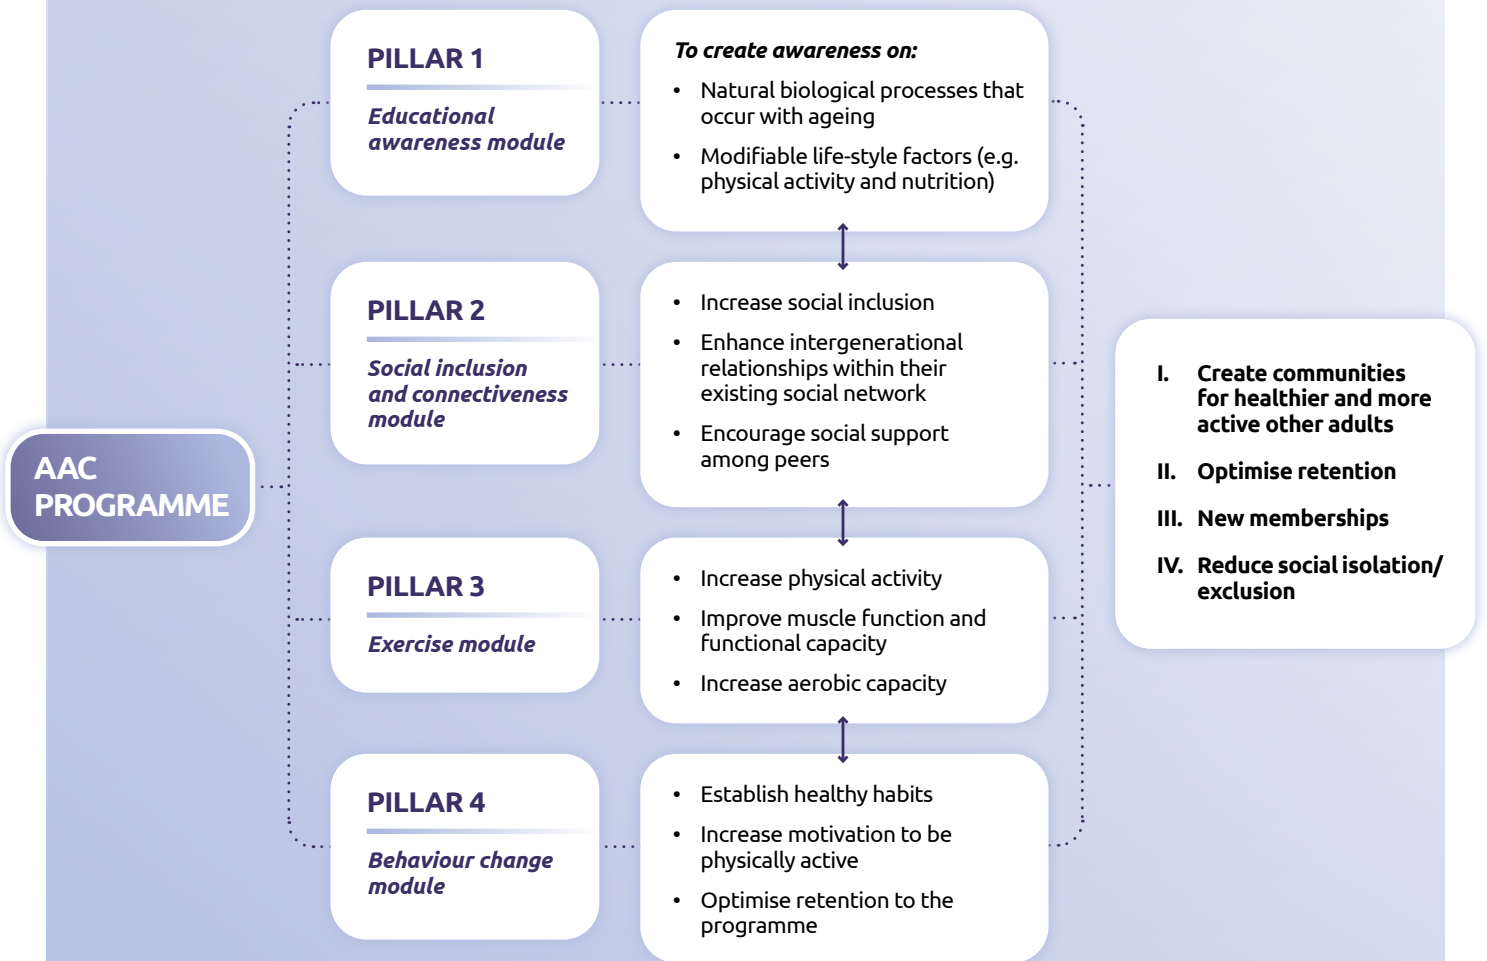 AAC
PROGRAMME
PILLAR 1
Educational
awareness module
To create awareness on:
• Natural biological processes that
occur with ageing
• Modifiable life-style factors (e.g.
physical activity and nutrition)
PILLAR 2
Social inclusion
and connectiveness
module
• Increase social inclusion
• Enhance intergenerational
relationships within their
existing social network
• Encourage social support
among peers
PILLAR 3
Exercise module
• Increase physical activity
• Improve muscle function and
functional capacity
• Increase aerobic capacity
PILLAR 4
Behaviour change
module
• Establish healthy habits
• Increase motivation to be
physically active
• Optimise retention to the
programme
I. Create communities
for healthier and more
active other adults
II. Optimise retention
III. New memberships
IV. Reduce social isolation/
exclusion